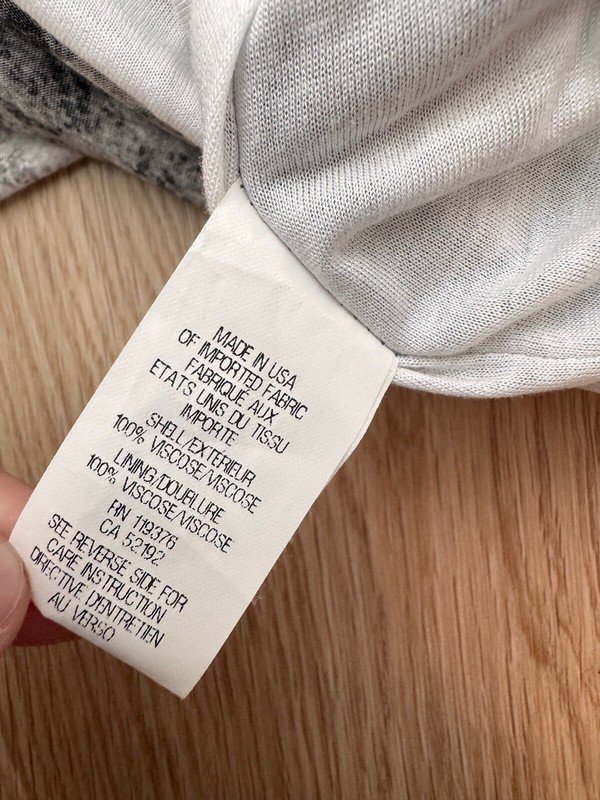 MADE IN USA
OF IMPORTED FABRIC
FABRIQUE AUX
ETATS UNIS DU TISSU
IMPORTE
SHELL/EXTERIEUR
100% VISCOSE/VISCOSE
LINING/DOUBLURE
100% VISCOSE/VISCOSE
RN 119376
CA 52192
SEE REVERSE SIDE FOR
CARE INSTRUCTION
DIRECTIVE D'ENTRETIEN
AU VERSO